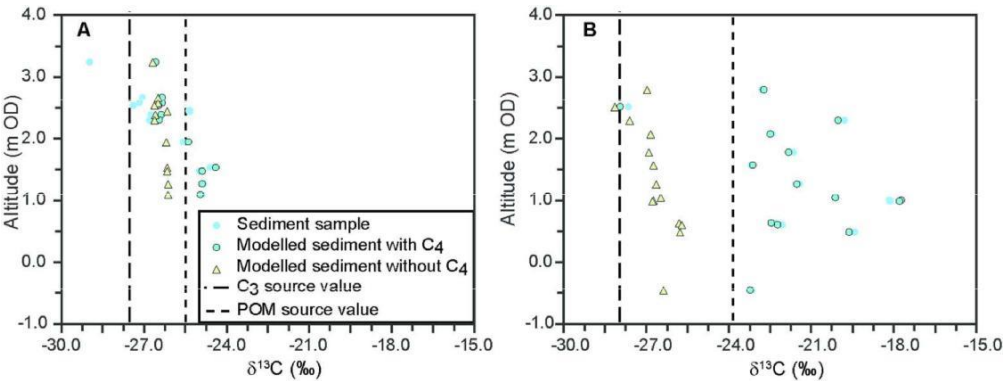 A
B
4.0
3.0
2.0
1.0
0.0
-1.0
Altitude (m OD)
Sediment sample
Modelled sediment with C4
Modelled sediment without C4
C3 source value
POM source value
-30.0 -27.0 -24.0 -21.0 -18.0 -15.0
δ¹³C (‰)
4.0
3.0
2.0
1.0
0.0
-1.0
Altitude (m OD)
-30.0 -27.0 -24.0 -21.0 -18.0 -15.0
δ¹³C (‰)